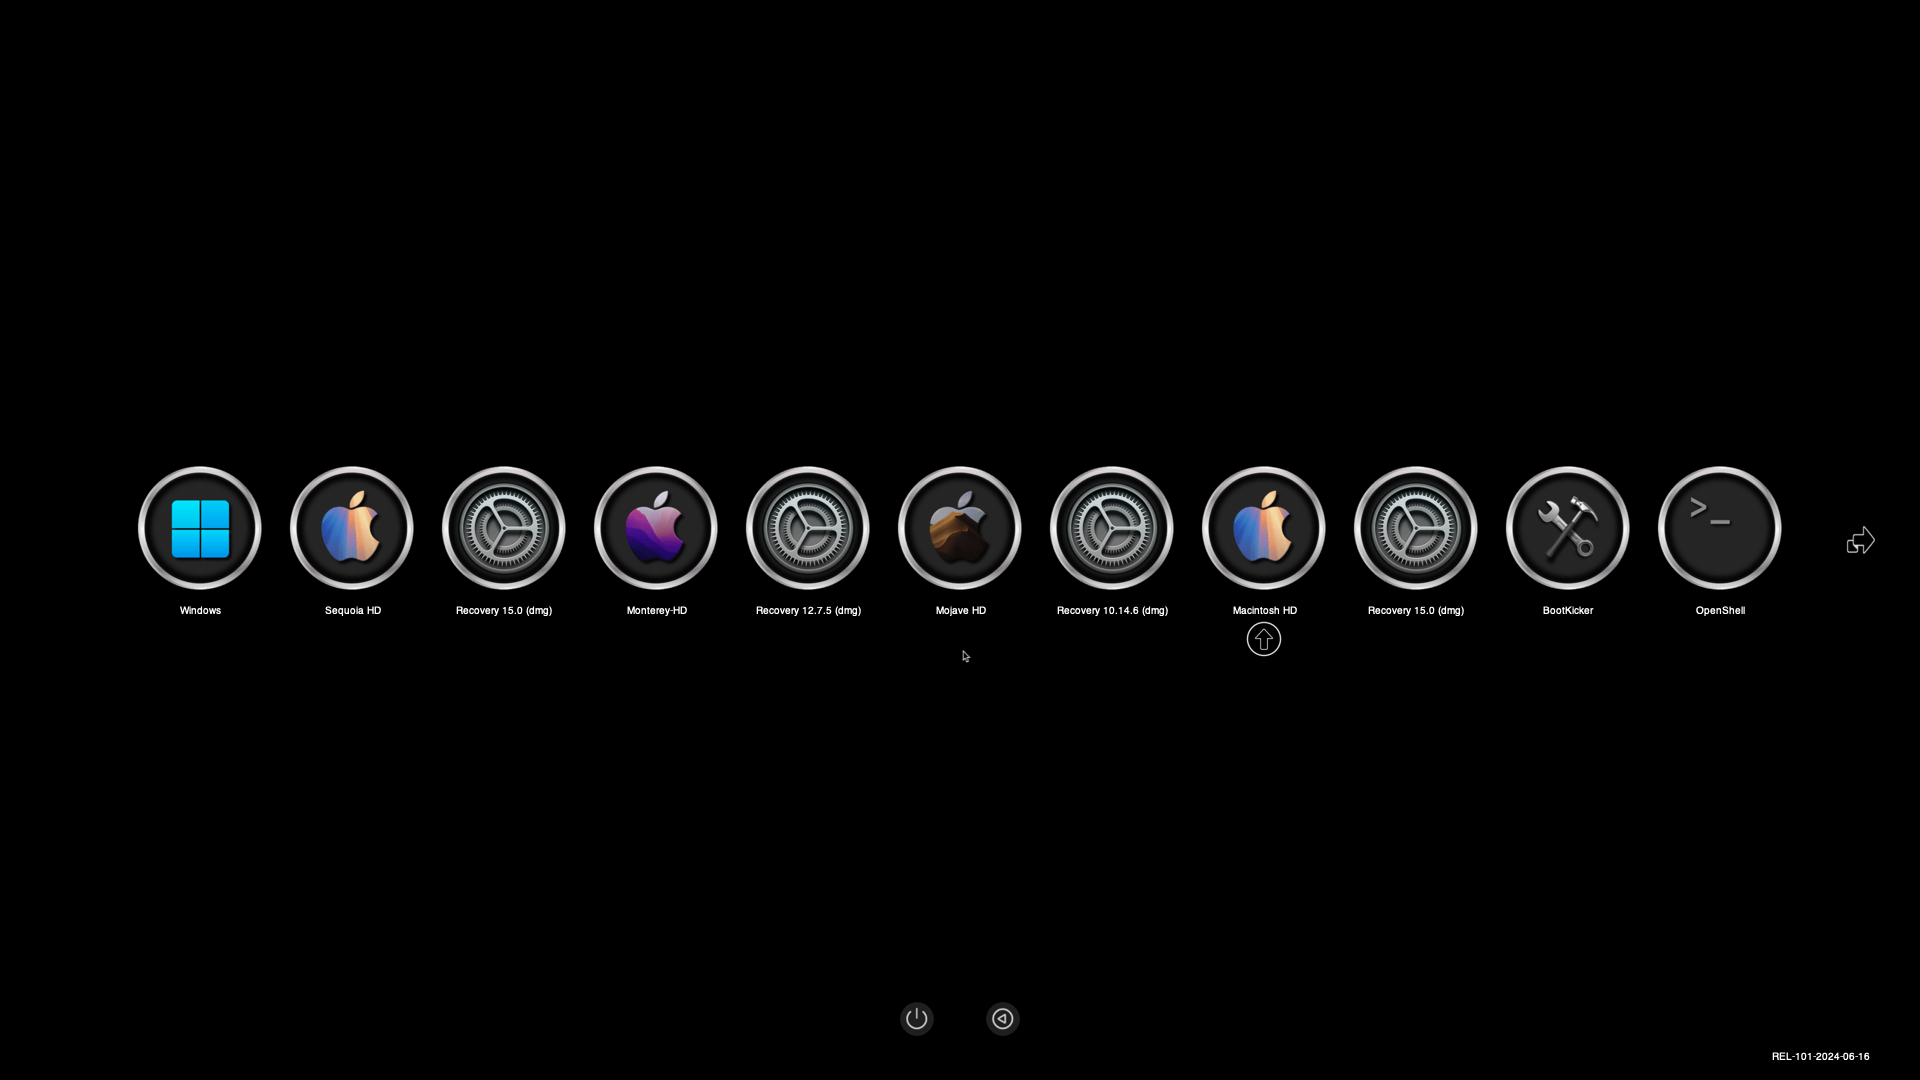 >_
Windows
Sequoia HD
Recovery 15.0 (dmg)
Monterey-HD
Recovery 12.7.5 (dmg)
Mojave HD
Recovery 10.14.6 (dmg)
Macintosh HD
Recovery 15.0 (dmg)
BootKicker
OpenShell
REL-101-2024-06-16